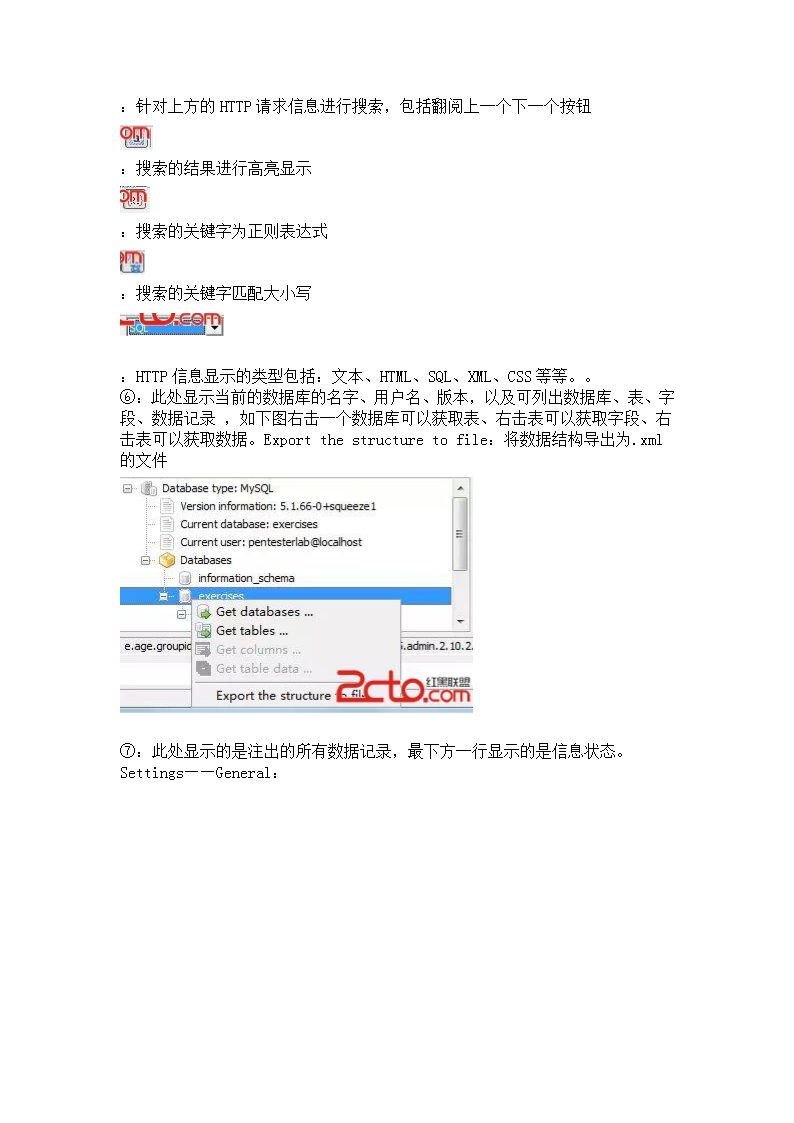 ：针对上方的HTTP请求信息进行搜索，包括翻阅上一个下一个按钮
om
：搜索的结果进行高亮显示
om
：搜索的关键字为正则表达式
om
：搜索的关键字匹配大小写
SQL
：HTTP信息显示的类型包括：文本、HTML、SQL、XML、CSS等等。。
⑥：此处显示当前的数据库的名字、用户名、版本，以及可列出数据库、表、字
段、数据记录 ，如下图右击一个数据库可以获取表、右击表可以获取字段、右
击表可以获取数据。Export the structure to file：将数据结构导出为.xml
的文件
Database type: MySQL
Version information: 5.1.66-0+squeeze1
Current database: exercises
Current user: pentesterlab@localhost
Databases
information_schema
exercises
Get databases ...
Get tables ...
e.age.groupid
.admin.2.10.2.
Get columns ...
Get table data ...
Export the structure to file
2cto.com
红黑联盟
⑦：此处显示的是注出的所有数据记录，最下方一行显示的是信息状态。
Settings——General：